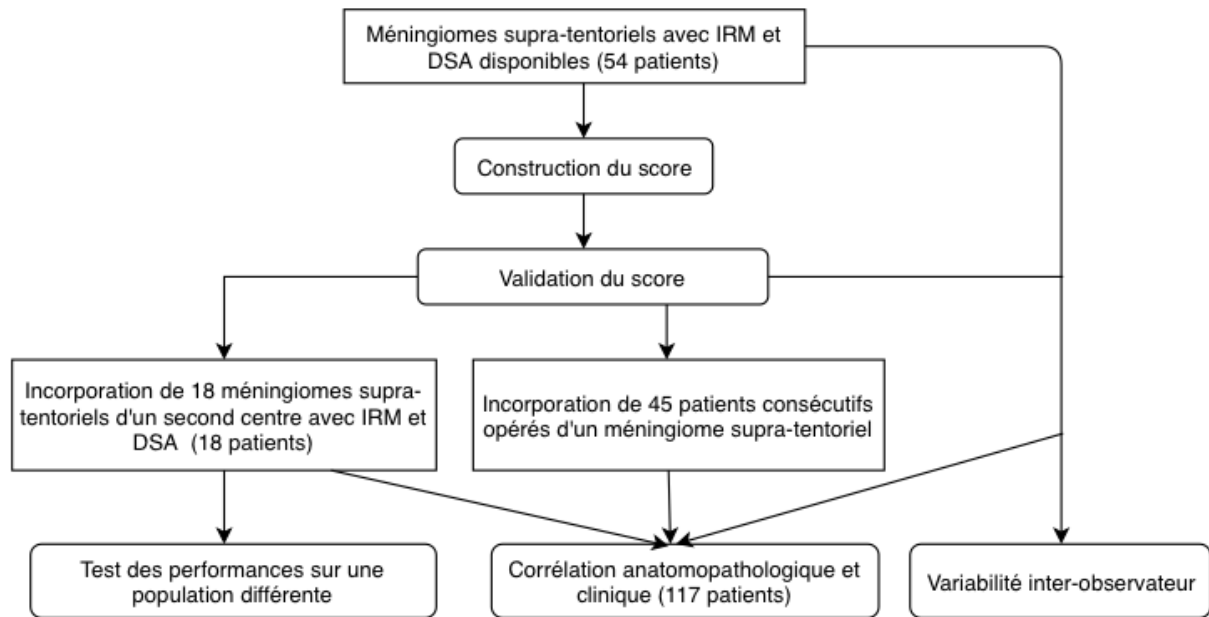 Méningiomes supra-tentoriels avec IRM et
DSA disponibles (54 patients)
Construction du score
Validation du score
Incorporation de 18 méningiomes supra-
tentoriels d'un second centre avec IRM et
DSA (18 patients)
Incorporation de 45 patients consécutifs
opérés d'un méningiome supra-tentoriel
Test des performances sur une
population différente
Corrélation anatomopathologique et
clinique (117 patients)
Variabilité inter-observateur